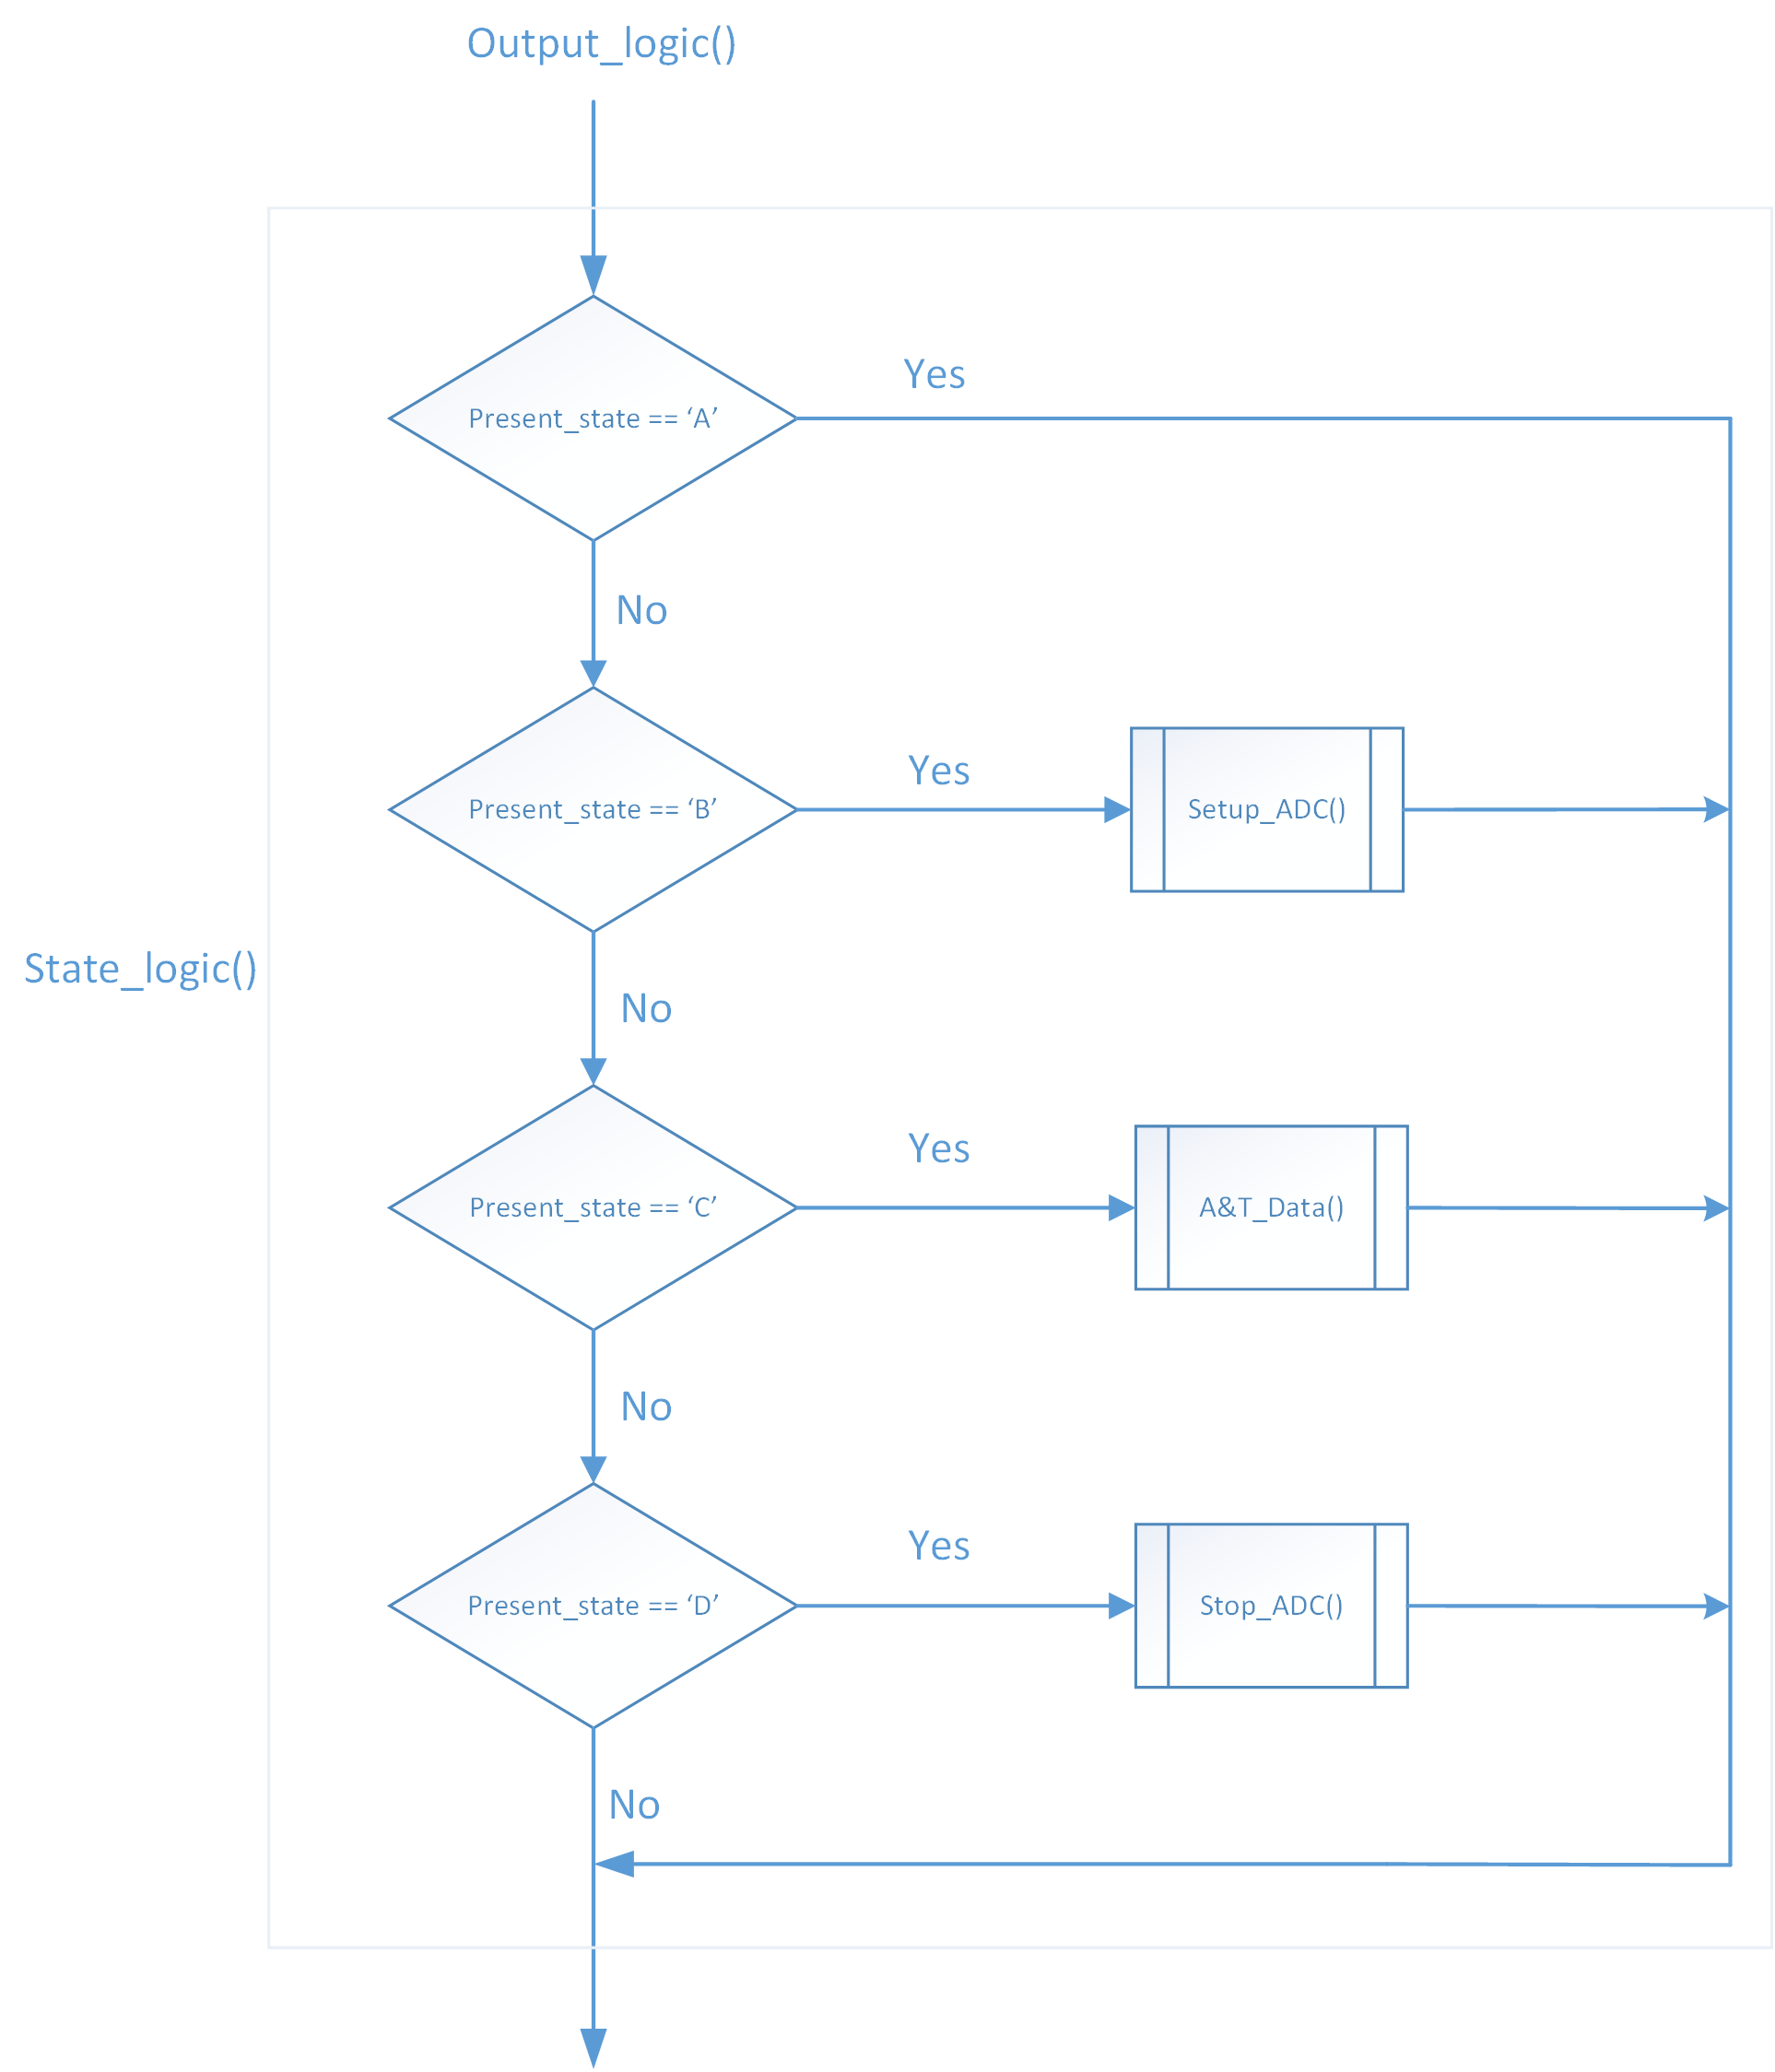 Output_logic()
Present_state == ‘A’
Yes
No
Present_state == ‘B’
Yes
Setup_ADC()
State_logic()
No
Present_state == ‘C’
Yes
A&T_Data()
No
Present_state == ‘D’
Yes
Stop_ADC()
No